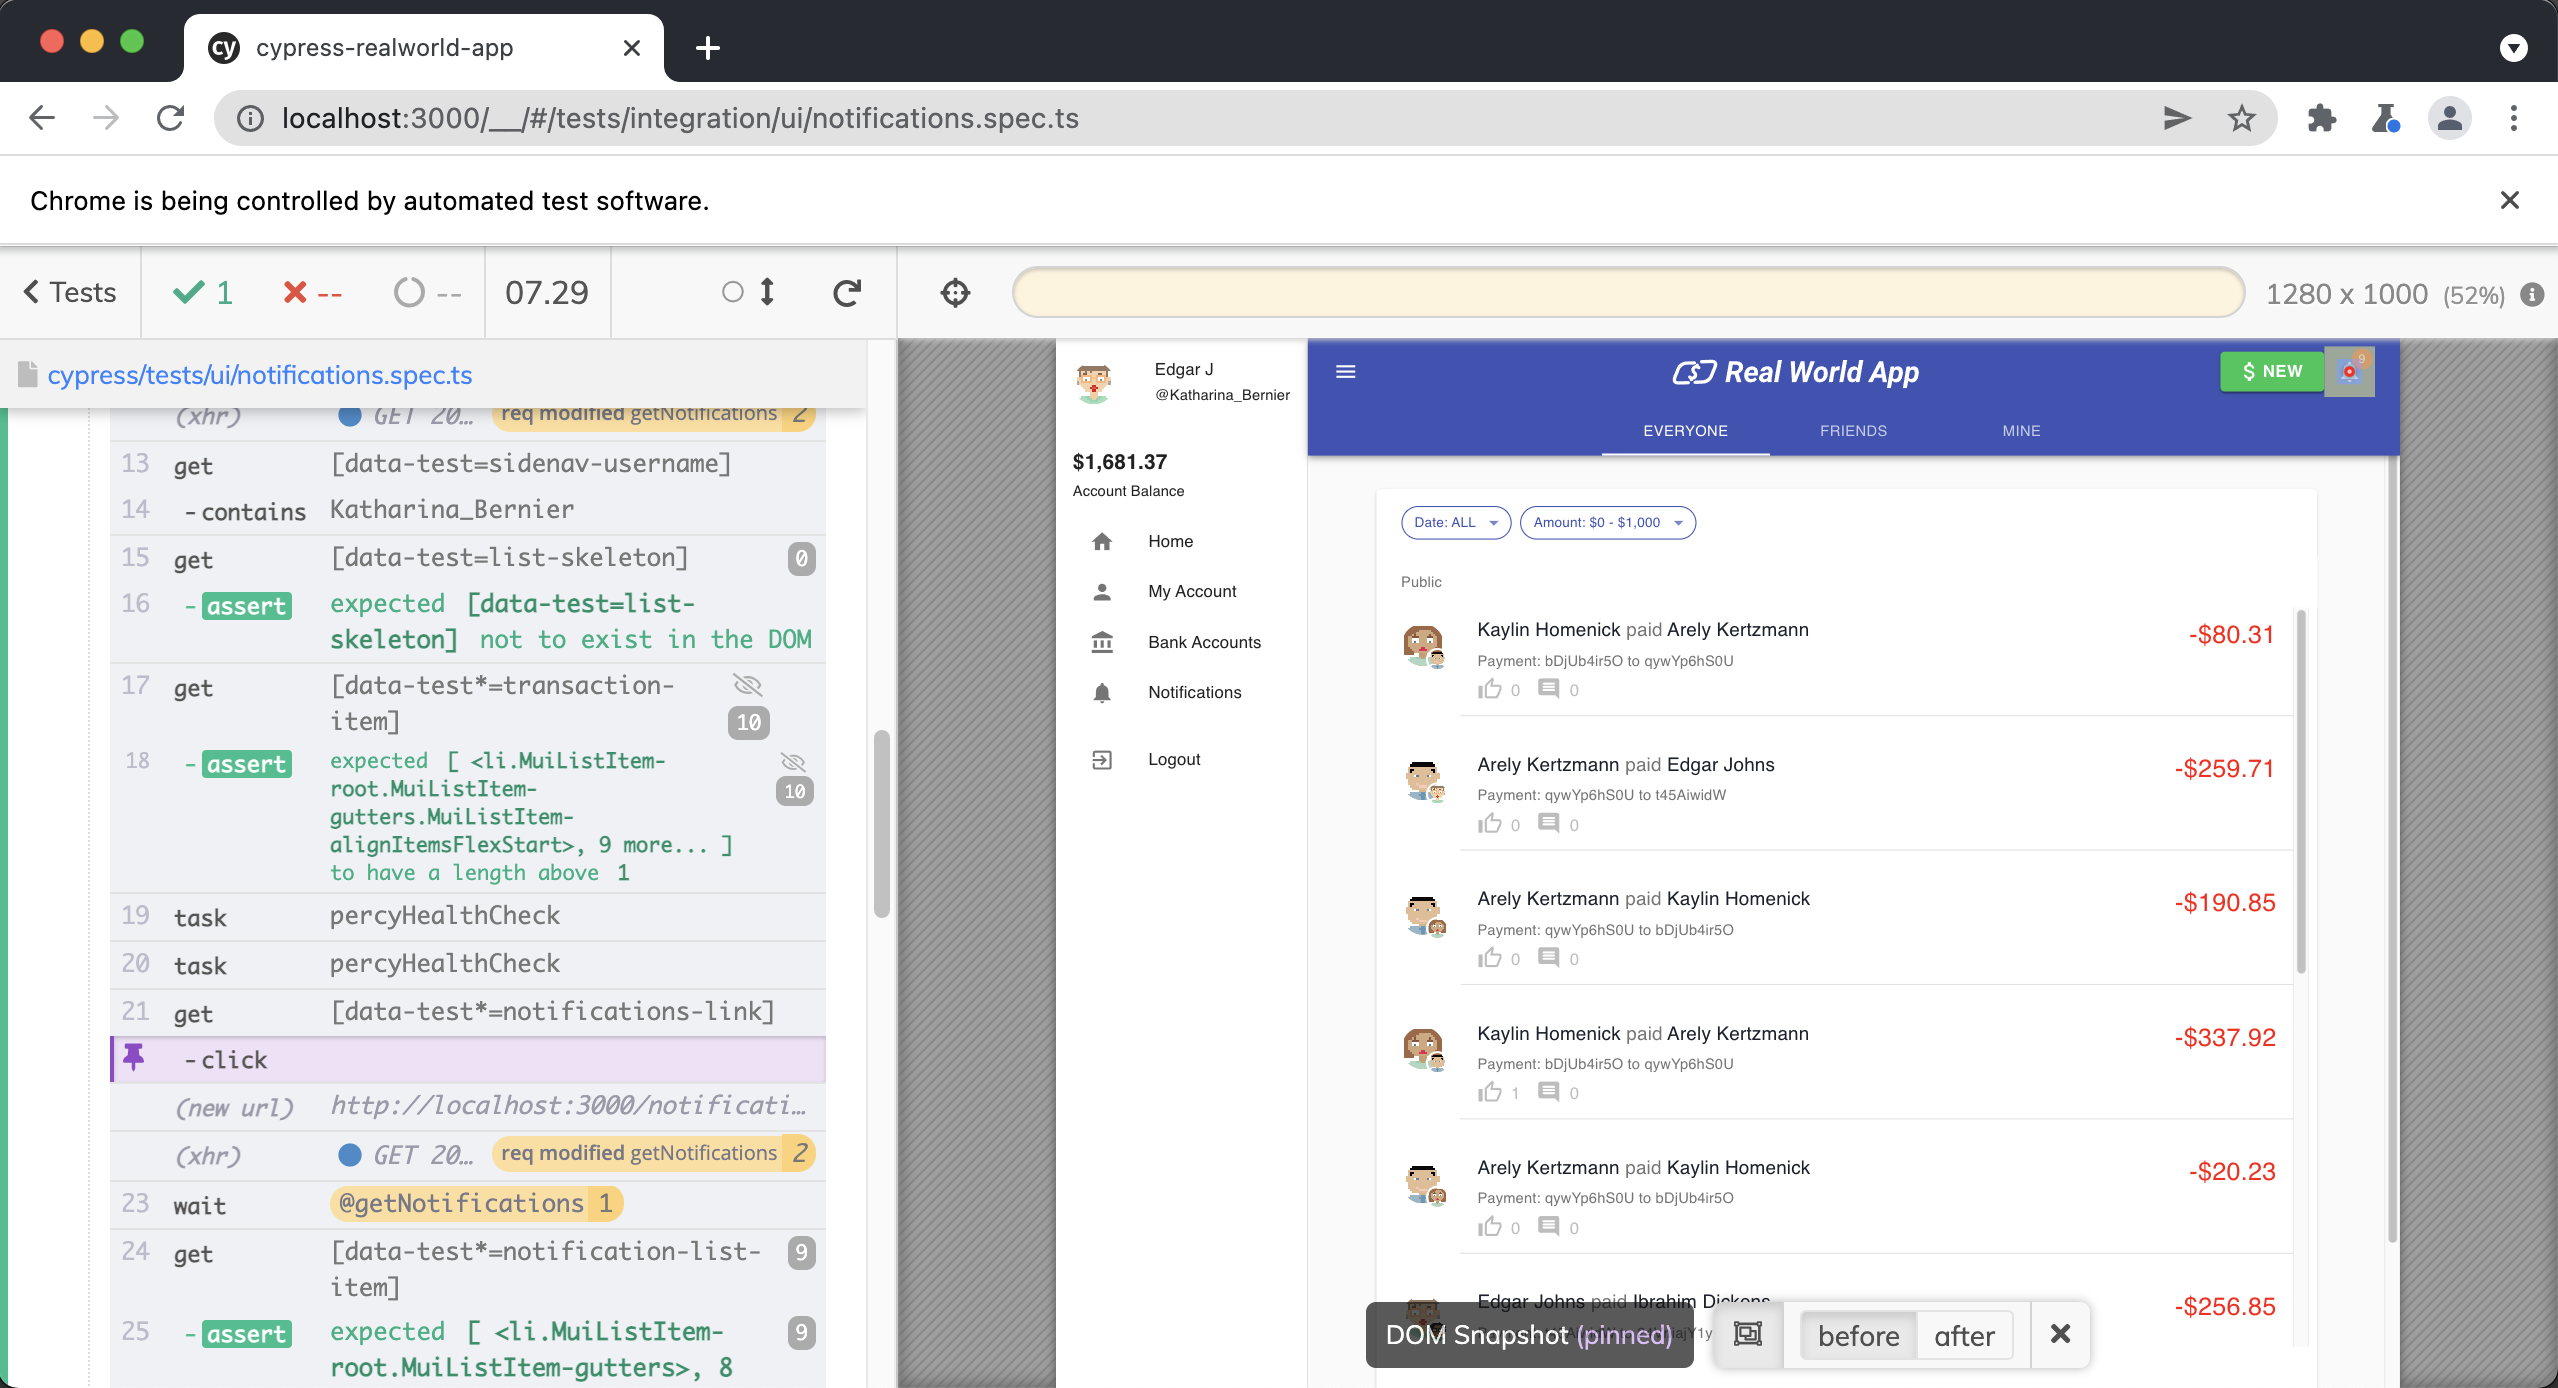 cypress-realworld-app
localhost:3000/__/#/tests/integration/ui/notifications.spec.ts
Chrome is being controlled by automated test software.
Tests
1
--
--
07.29
1280 x 1000 (52%)
cypress/tests/ui/notifications.spec.ts
(xhr) GET 20… req modified getNotifications 2
13 get [data-test=sidenav-username]
14 -contains Katharina_Bernier
15 get [data-test=list-skeleton] 0
16 -assert expected [data-test=list-
skeleton] not to exist in the DOM
17 get [data-test*=transaction-
item] 10
18 -assert expected [ <li.MuiListItem-
root.MuiListItem-
10
gutters.MuiListItem-
alignItemsFlexStart>, 9 more... ]
to have a length above 1
19 task percyHealthCheck
20 task percyHealthCheck
21 get [data-test*=notifications-link]
-click
(new url) http://localhost:3000/notificati…
(xhr) GET 20… req modified getNotifications 2
23 wait @getNotifications 1
24 get [data-test*=notification-list-
item] 9
25 -assert expected [ <li.MuiListItem-
root.MuiListItem-gutters>, 8
9
Edgar J
@Katharina_Bernier
$1,681.37
Account Balance
Home
My Account
Bank Accounts
Notifications
Logout
Real World App
$ NEW
9
EVERYONE FRIENDS MINE
Date: ALL
Amount: $0 - $1,000
Public
Kaylin Homenick paid Arely Kertzmann
-$80.31
Payment: bDjUb4ir5O to qywYp6hS0U
0 0
Arely Kertzmann paid Edgar Johns
-$259.71
Payment: qywYp6hS0U to t45AiwidW
0 0
Arely Kertzmann paid Kaylin Homenick
-$190.85
Payment: qywYp6hS0U to bDjUb4ir5O
0 0
Kaylin Homenick paid Arely Kertzmann
-$337.92
Payment: bDjUb4ir5O to qywYp6hS0U
1 0
Arely Kertzmann paid Kaylin Homenick
-$20.23
Payment: qywYp6hS0U to bDjUb4ir5O
0 0
Edgar Johns paid Ibrahim Dickens
-$256.85
DOM Snapshot (pinned)
before
after